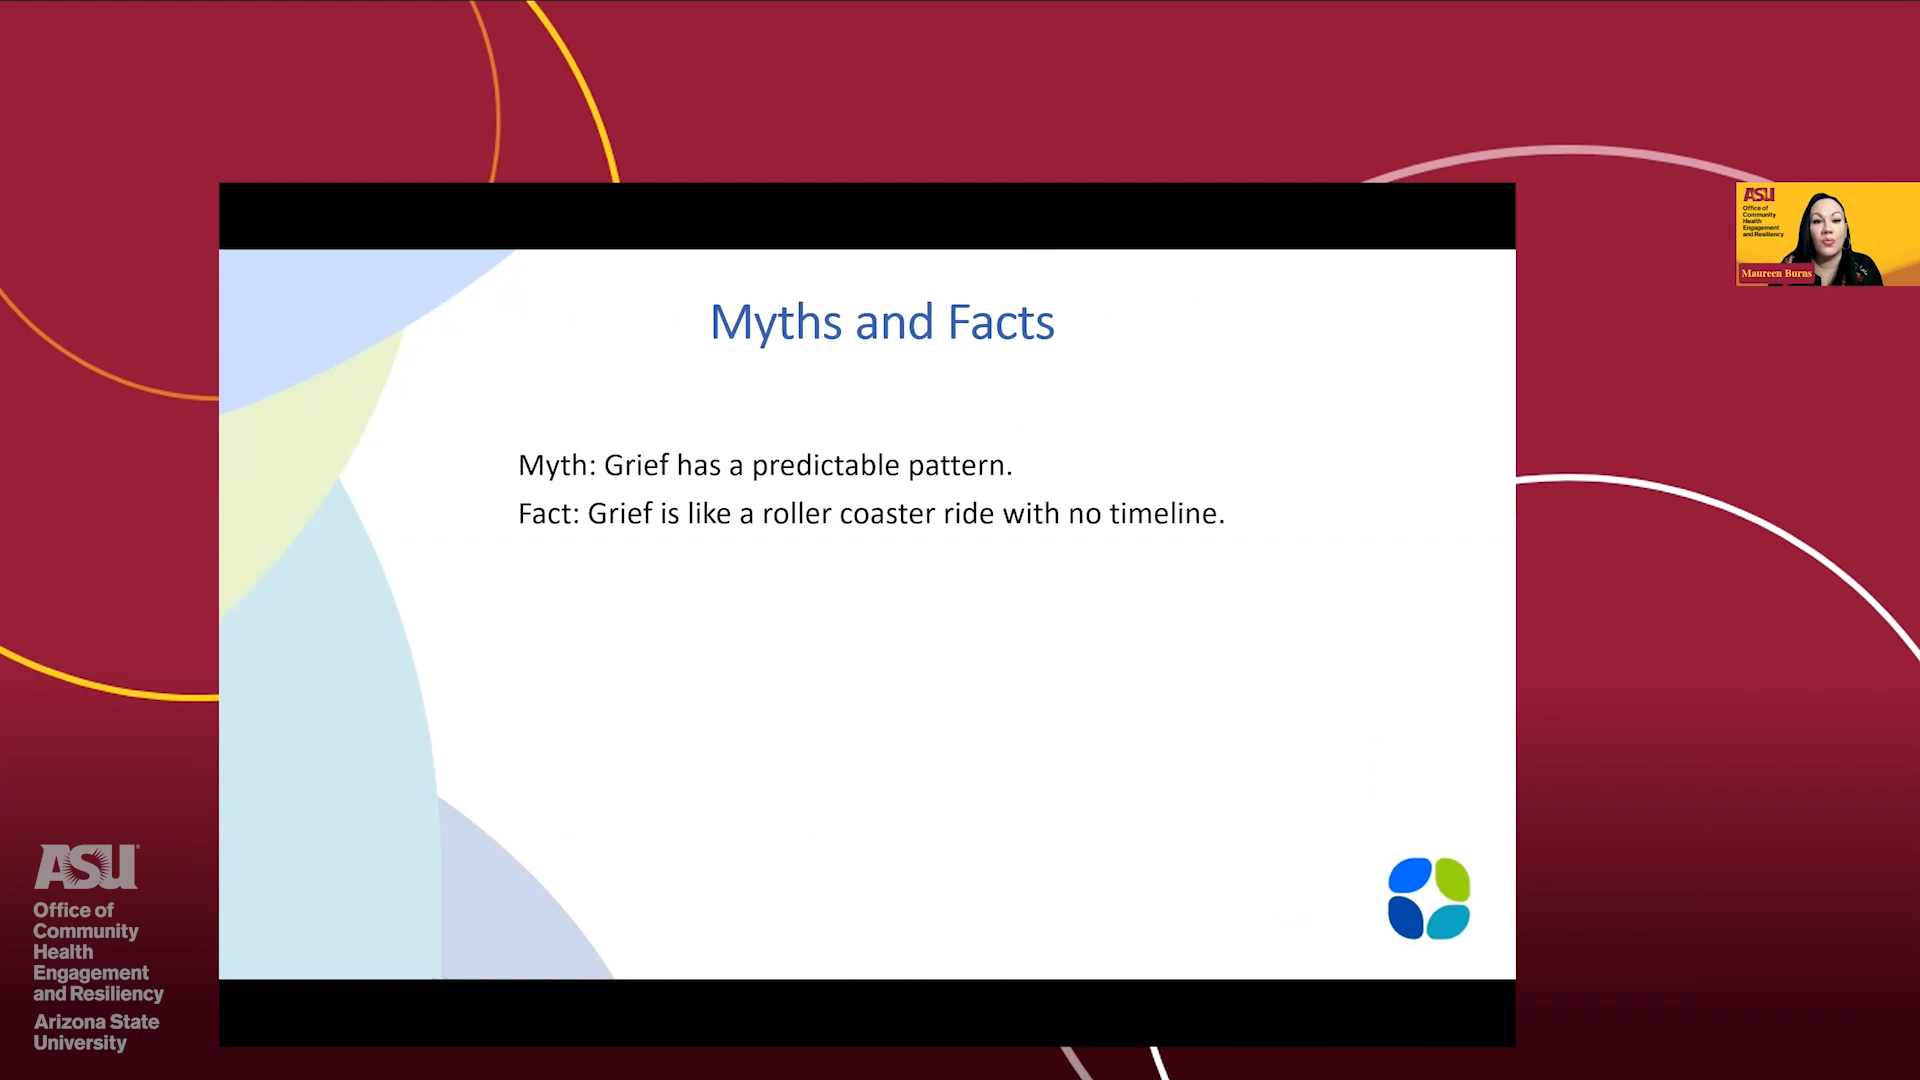 Myths and Facts
Myth: Grief has a predictable pattern.
Fact: Grief is like a roller coaster ride with no timeline.
ASU
Office of
Community
Health
Engagement
and Resiliency
Maureen Burns
ASU
Office of
Community
Health
Engagement
and Resiliency
Arizona State
University